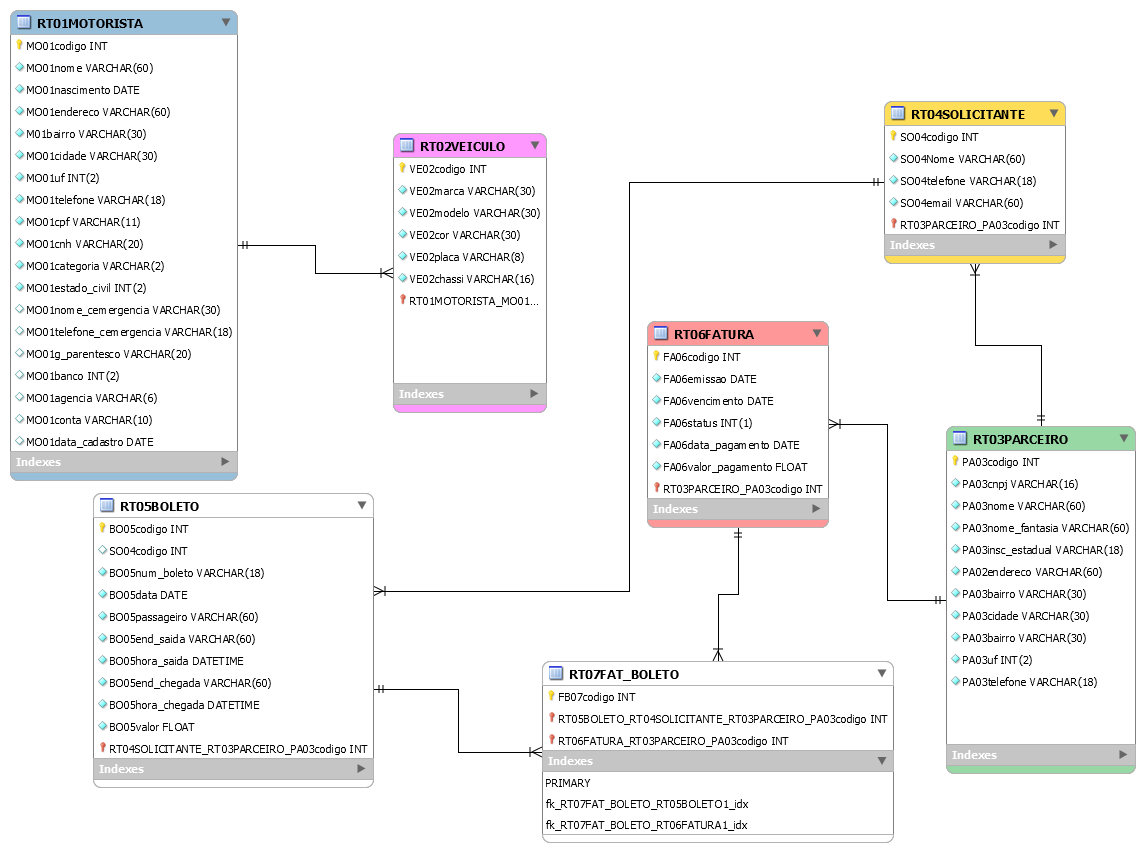 RT01MOTORISTA
MO01codigo INT
MO01nome VARCHAR(60)
MO01nascimento DATE
MO01endereco VARCHAR(60)
M01bairro VARCHAR(30)
MO01cidade VARCHAR(30)
MO01uf INT(2)
MO01telefone VARCHAR(18)
MO01cpf VARCHAR(11)
MO01cnh VARCHAR(20)
MO01categoria VARCHAR(2)
MO01estado_civil INT(2)
MO01nome_cemergencia VARCHAR(30)
MO01telefone_cemergencia VARCHAR(18)
MO01g_parentesco VARCHAR(20)
MO01banco INT(2)
MO01agencia VARCHAR(6)
MO01conta VARCHAR(10)
MO01data_cadastro DATE
Indexes
RT02VEICULO
VE02codigo INT
VE02marca VARCHAR(30)
VE02modelo VARCHAR(30)
VE02cor VARCHAR(30)
VE02placa VARCHAR(8)
VE02chassi VARCHAR(16)
RT01MOTORISTA_MO01...
Indexes
RT04SOLICITANTE
SO04codigo INT
SO04Nome VARCHAR(60)
SO04telefone VARCHAR(18)
SO04email VARCHAR(60)
RT03PARCEIRO_PA03codigo INT
Indexes
RT06FATURA
FA06codigo INT
FA06emissao DATE
FA06vencimento DATE
FA06status INT(1)
FA06data_pagamento DATE
FA06valor_pagamento FLOAT
RT03PARCEIRO_PA03codigo INT
Indexes
RT03PARCEIRO
PA03codigo INT
PA03cnpj VARCHAR(16)
PA03nome VARCHAR(60)
PA03nome_fantasia VARCHAR(60)
PA03insc_estadual VARCHAR(18)
PA02endereco VARCHAR(60)
PA03bairro VARCHAR(30)
PA03cidade VARCHAR(30)
PA03bairro VARCHAR(30)
PA03uf INT(2)
PA03telefone VARCHAR(18)
Indexes
RT05BOLETO
BO05codigo INT
SO04codigo INT
BO05num_boleto VARCHAR(18)
BO05data DATE
BO05passageiro VARCHAR(60)
BO05end_saida VARCHAR(60)
BO05hora_saida DATETIME
BO05end_chegada VARCHAR(60)
BO05hora_chegada DATETIME
BO05valor FLOAT
RT04SOLICITANTE_RT03PARCEIRO_PA03codigo INT
Indexes
RT07FAT_BOLETO
FB07codigo INT
RT05BOLETO_RT04SOLICITANTE_RT03PARCEIRO_PA03codigo INT
RT06FATURA_RT03PARCEIRO_PA03codigo INT
Indexes
PRIMARY
fk_RT07FAT_BOLETO_RT05BOLETO1_idx
fk_RT07FAT_BOLETO_RT06FATURA1_idx